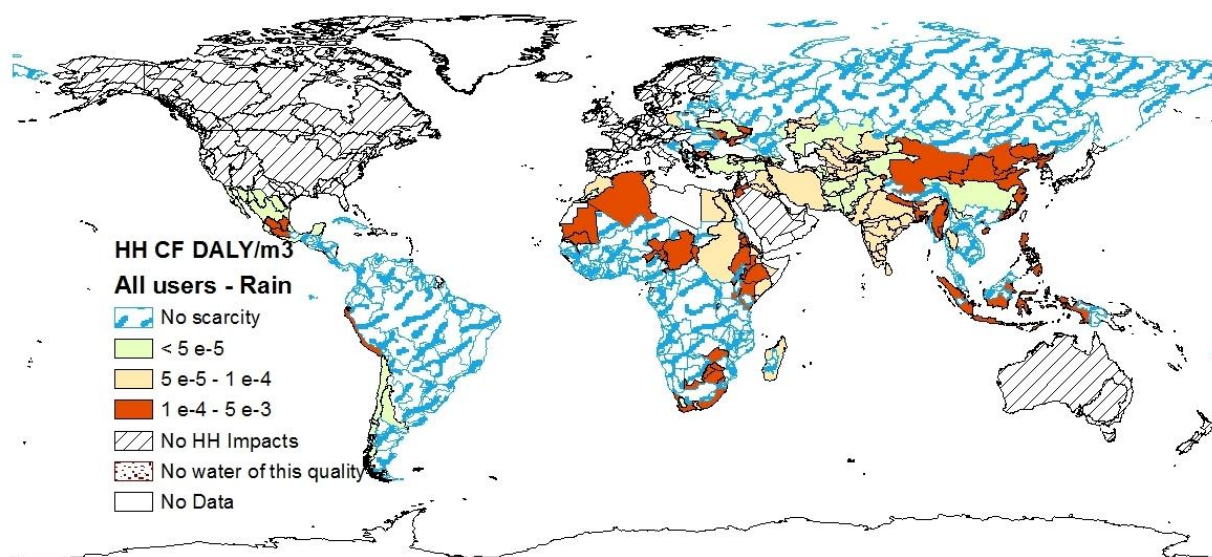 HH CF DALY/m3
All users - Rain
No scarcity
< 5 e-5
5 e-5 - 1 e-4
1 e-4 - 5 e-3
No HH Impacts
No water of this quality
No Data